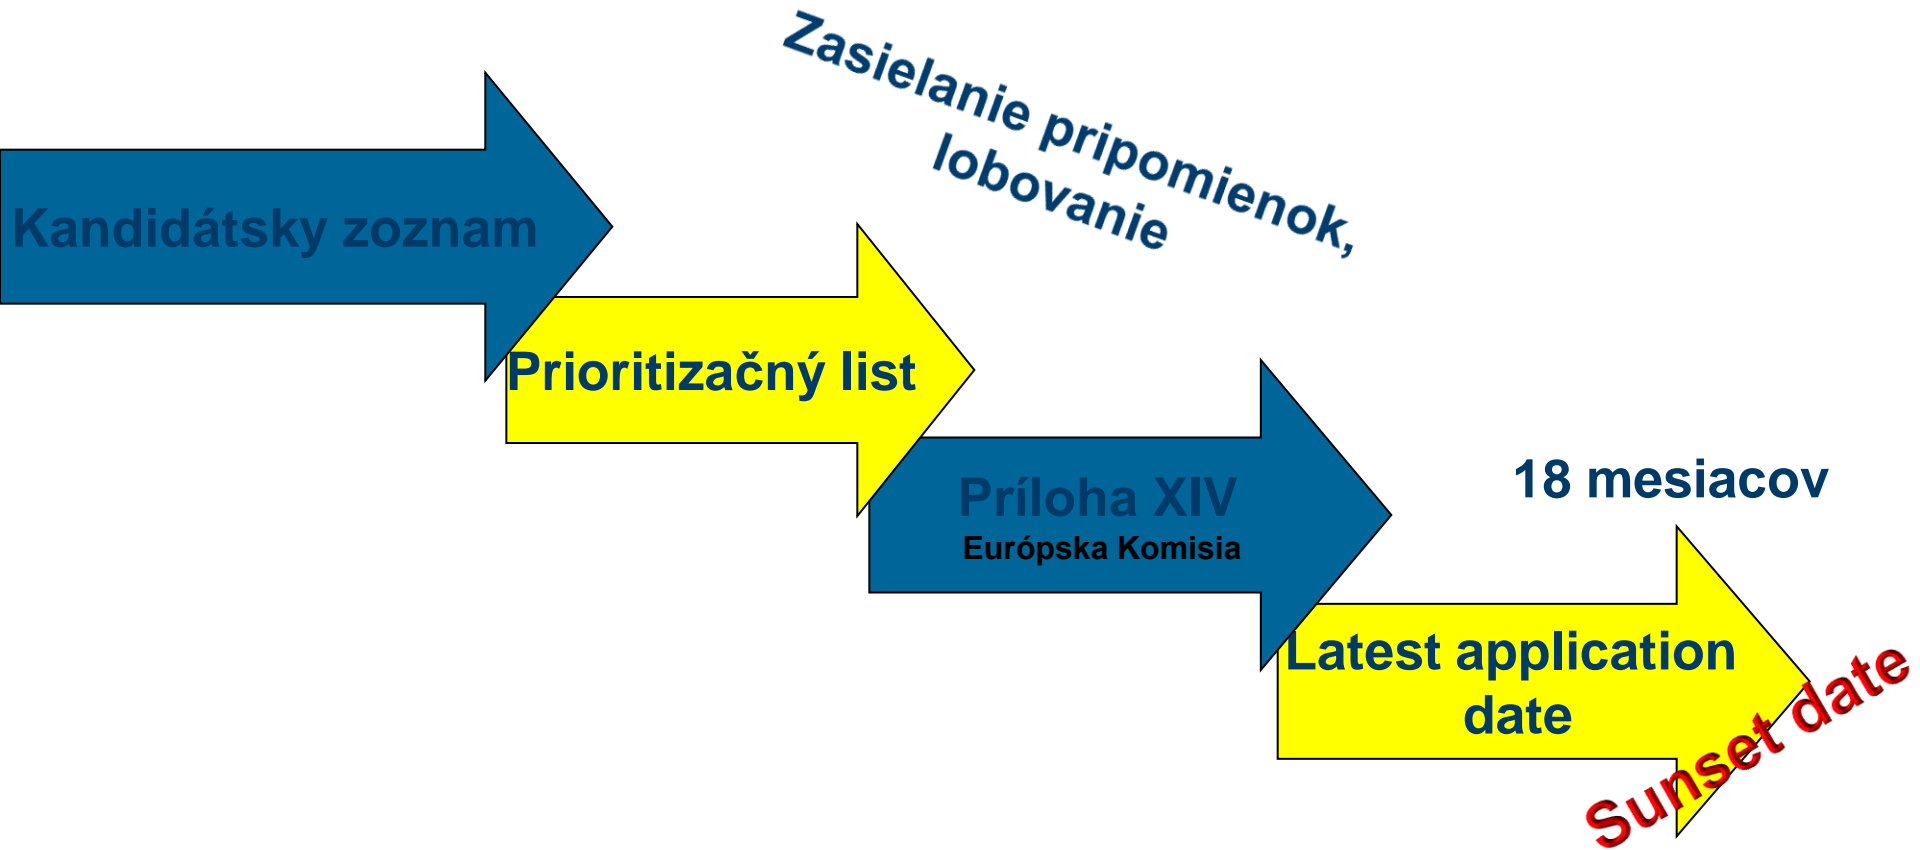 Zasielanie pripomienok,
lobovanie
Kandidátsky zoznam
Prioritizačný list
Príloha XIV
Európska Komisia
18 mesiacov
Latest application
date
Sunset date